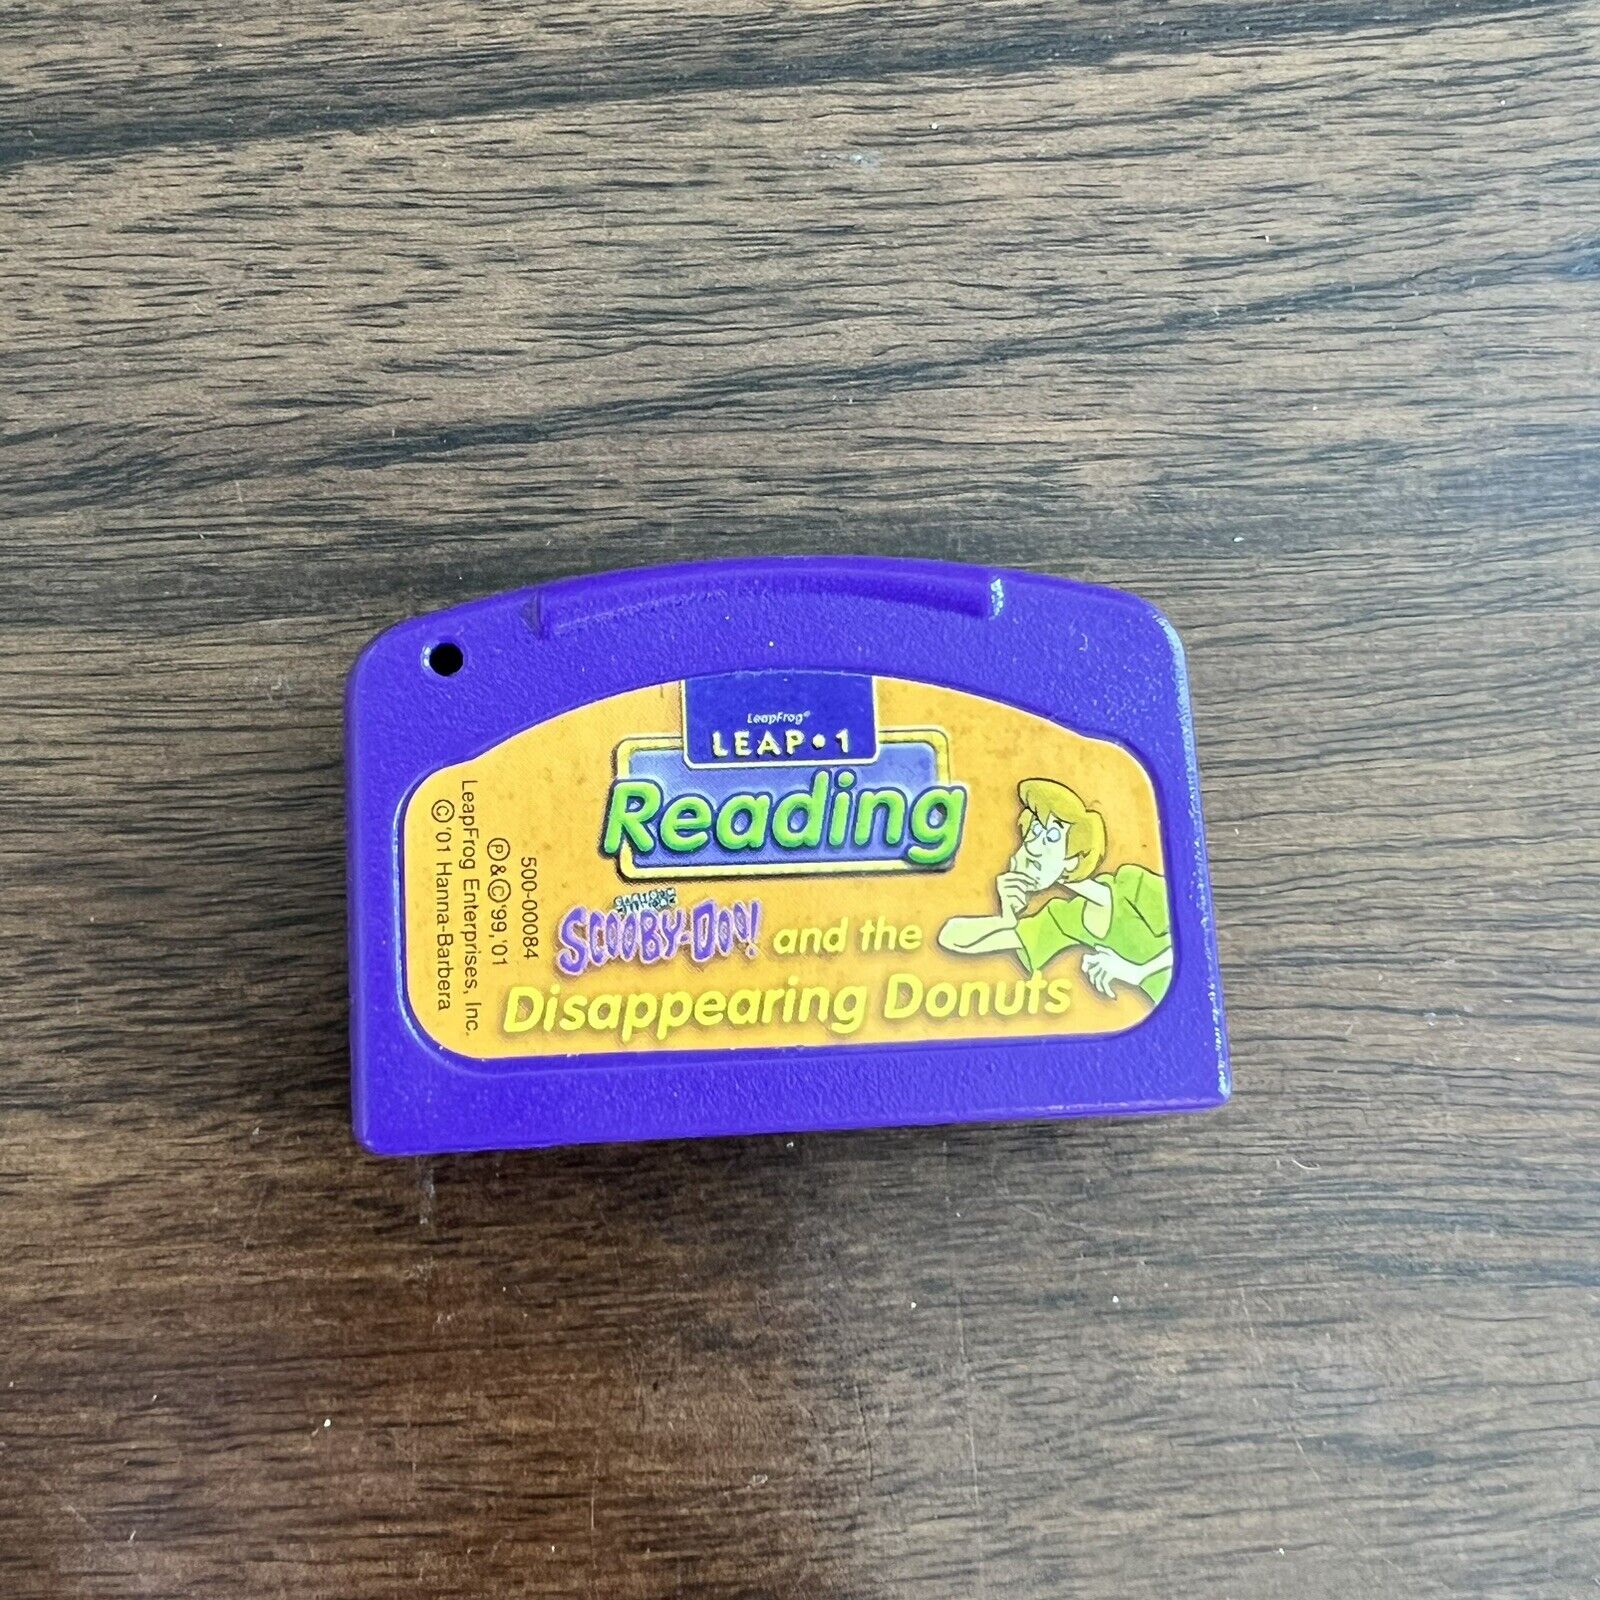 LeapFrog®
LEAP•1
Reading
SCOOBY-DOO! and the
Disappearing Donuts
500-00084
Ⓟ&©'99,'01
LeapFrog Enterprises, Inc.
©'01 Hanna-Barbera